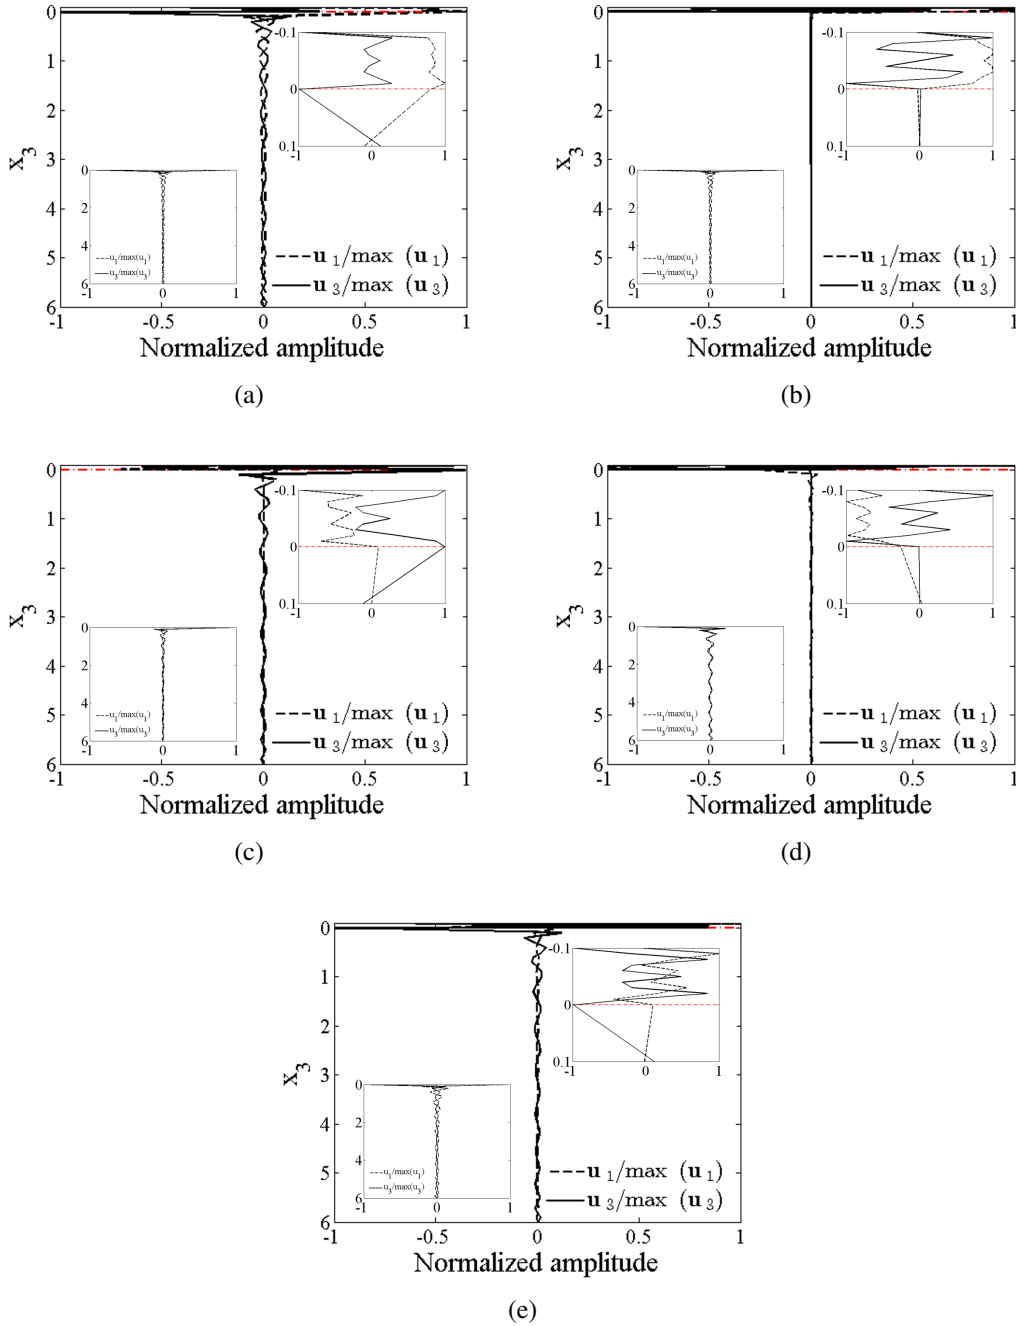 0
1
2
3
4
5
6
x3
-1 -0.5 0 0.5 1
Normalized amplitude
-0.1
0
0.1
-1 0 1
0
2
4
6
-1 0 1
u1/max(u1)
u3/max(u3)
u1/max (u1)
u3/max (u3)
(a)
0
1
2
3
4
5
6
x3
-1 -0.5 0 0.5 1
Normalized amplitude
-0.1
0
0.1
-1 0 1
0
2
4
6
-1 0 1
u1/max(u1)
u3/max(u3)
u1/max (u1)
u3/max (u3)
(b)
0
1
2
3
4
5
6
x3
-1 -0.5 0 0.5 1
Normalized amplitude
-0.1
0
0.1
-1 0 1
0
2
4
6
-1 0 1
u1/max(u1)
u3/max(u3)
u1/max (u1)
u3/max (u3)
(c)
0
1
2
3
4
5
6
x3
-1 -0.5 0 0.5 1
Normalized amplitude
-0.1
0
0.1
-1 0 1
0
2
4
6
-1 0 1
u1/max(u1)
u3/max(u3)
u1/max (u1)
u3/max (u3)
(d)
0
1
2
3
4
5
6
x3
-1 -0.5 0 0.5 1
Normalized amplitude
-0.1
0
0.1
-1 0 1
0
2
4
6
-1 0 1
u1/max(u1)
u3/max(u3)
u1/max (u1)
u3/max (u3)
(e)